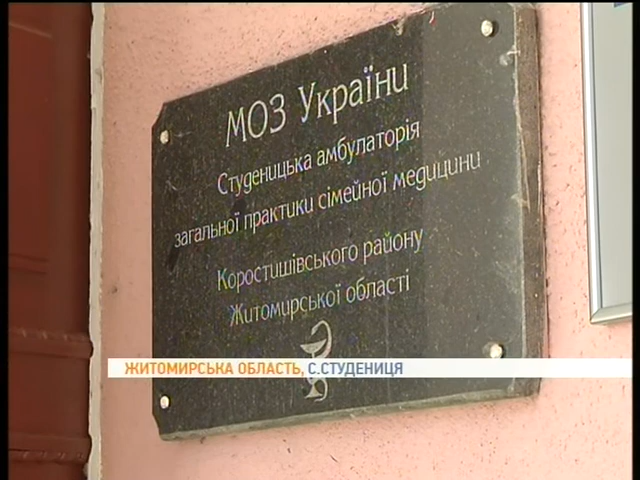 МОЗ України
Студеницька амбулаторія
загальної практики сімейної медицини
Коростишівського району
Житомирської області
ЖИТОМИРСЬКА ОБЛАСТЬ, С.СТУДЕНИЦЯ